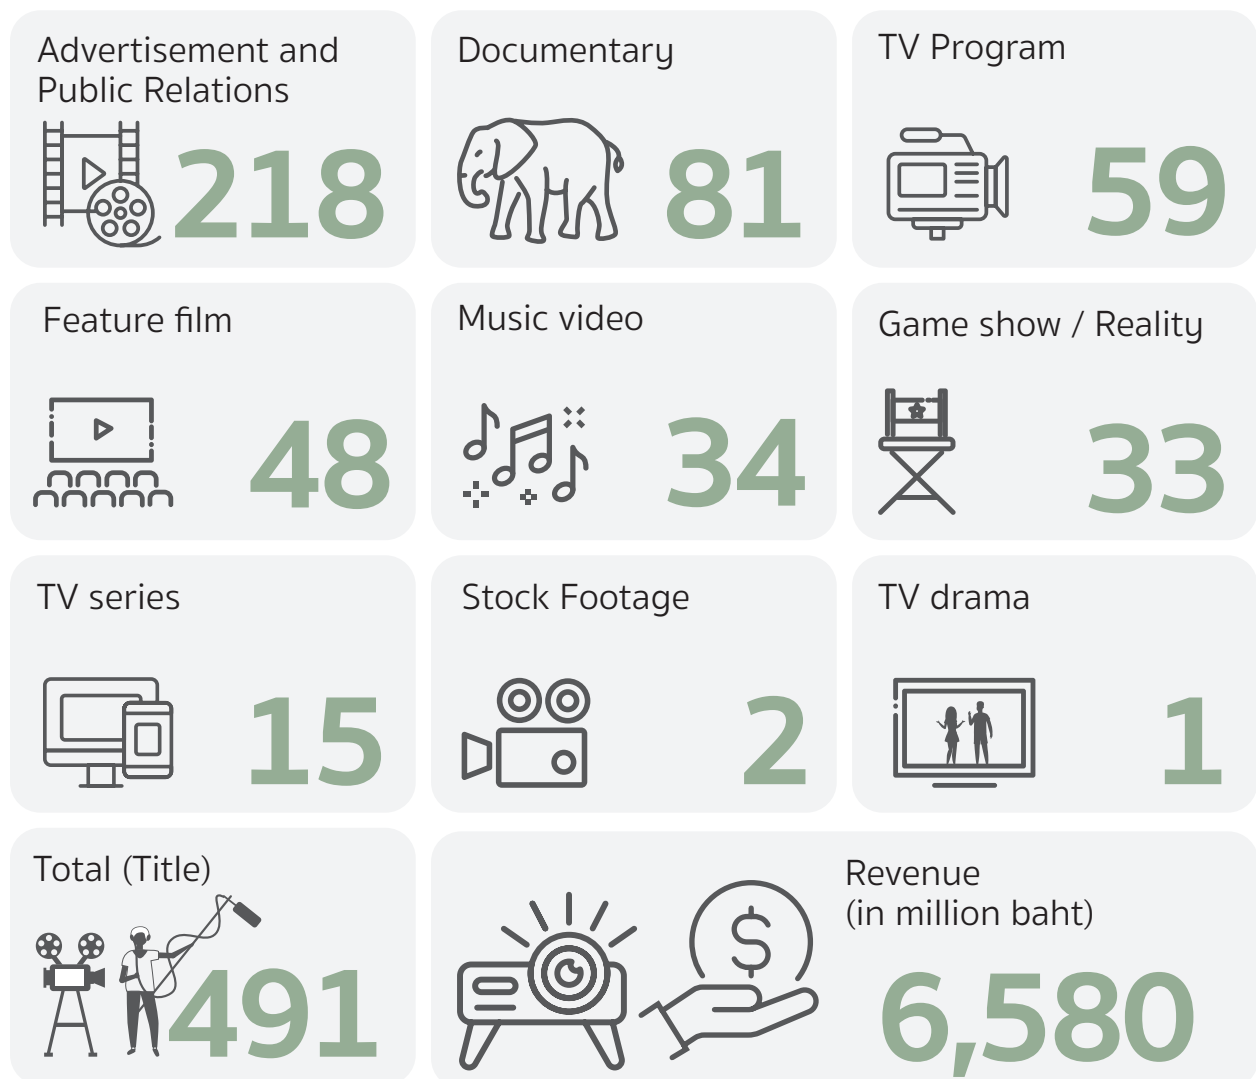 Advertisement and
Public Relations
218
Documentary
81
TV Program
59
Feature film
48
Music video
34
Game show / Reality
33
TV series
15
Stock Footage
2
TV drama
1
Total (Title)
491
Revenue
(in million baht)
6,580